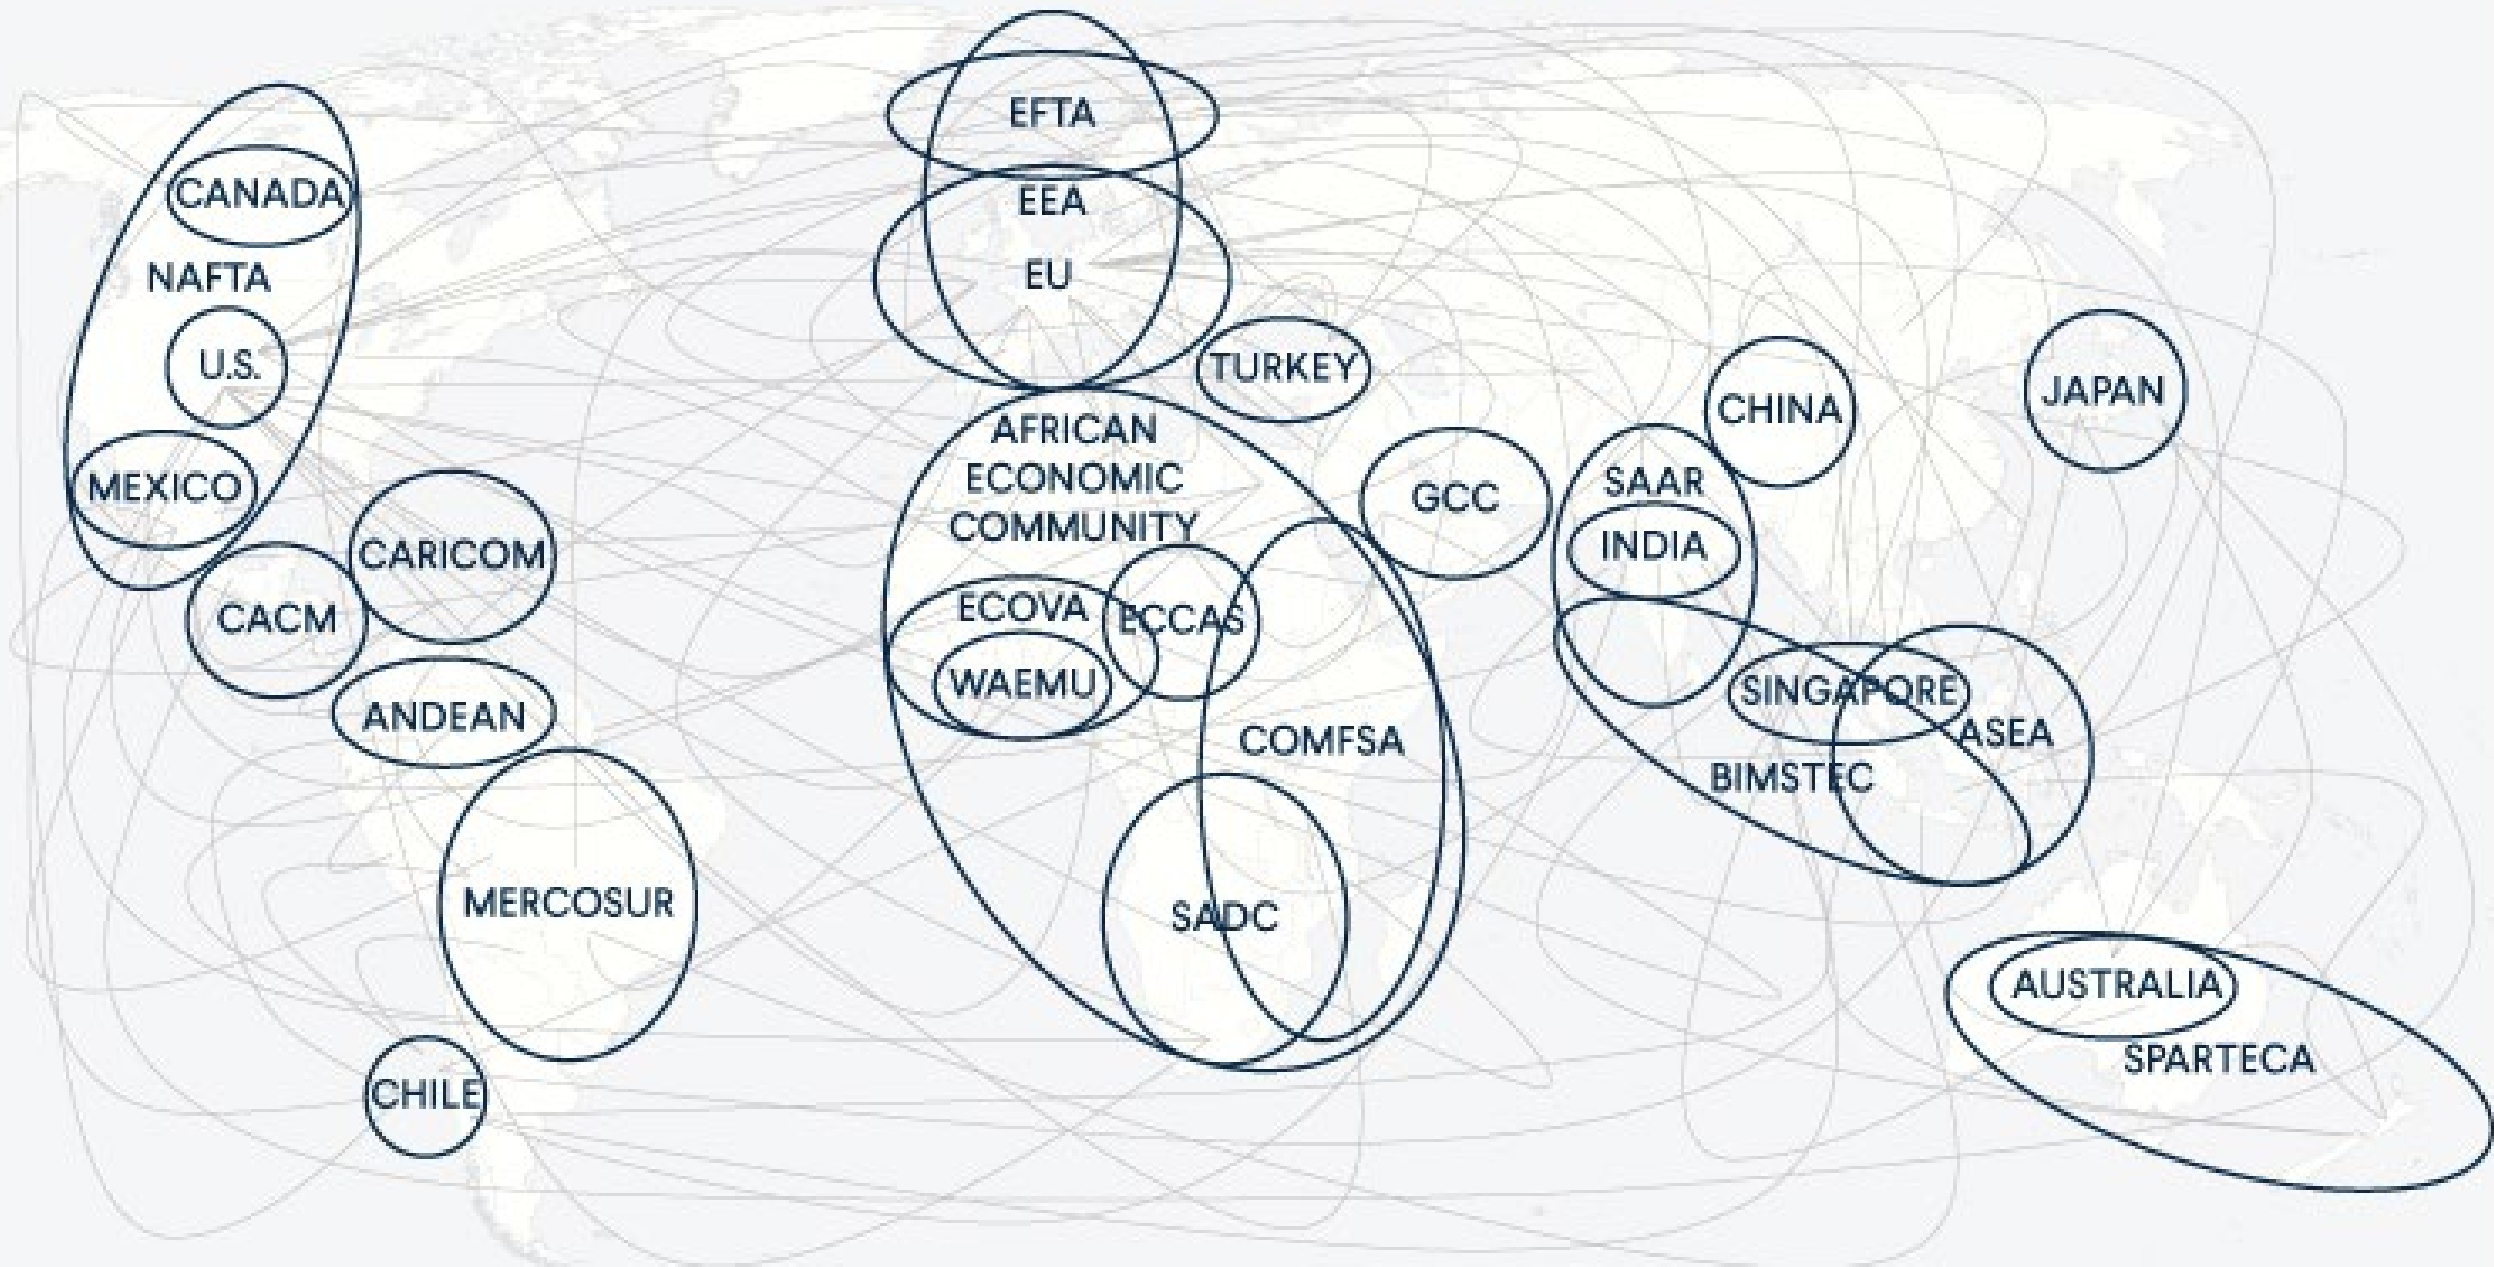 EFTA
CANADA
EEA
NAFTA
EU
U.S.
TURKEY
CHINA
JAPAN
AFRICAN
ECONOMIC
COMMUNITY
MEXICO
GCC
SAAR
INDIA
CARICOM
CACM
ECOVA
ECCAS
WAEMU
SINGAPORE
ANDEAN
ASEA
COMFSA
BIMSTEC
MERCOSUR
SADC
AUSTRALIA
SPARTECA
CHILE